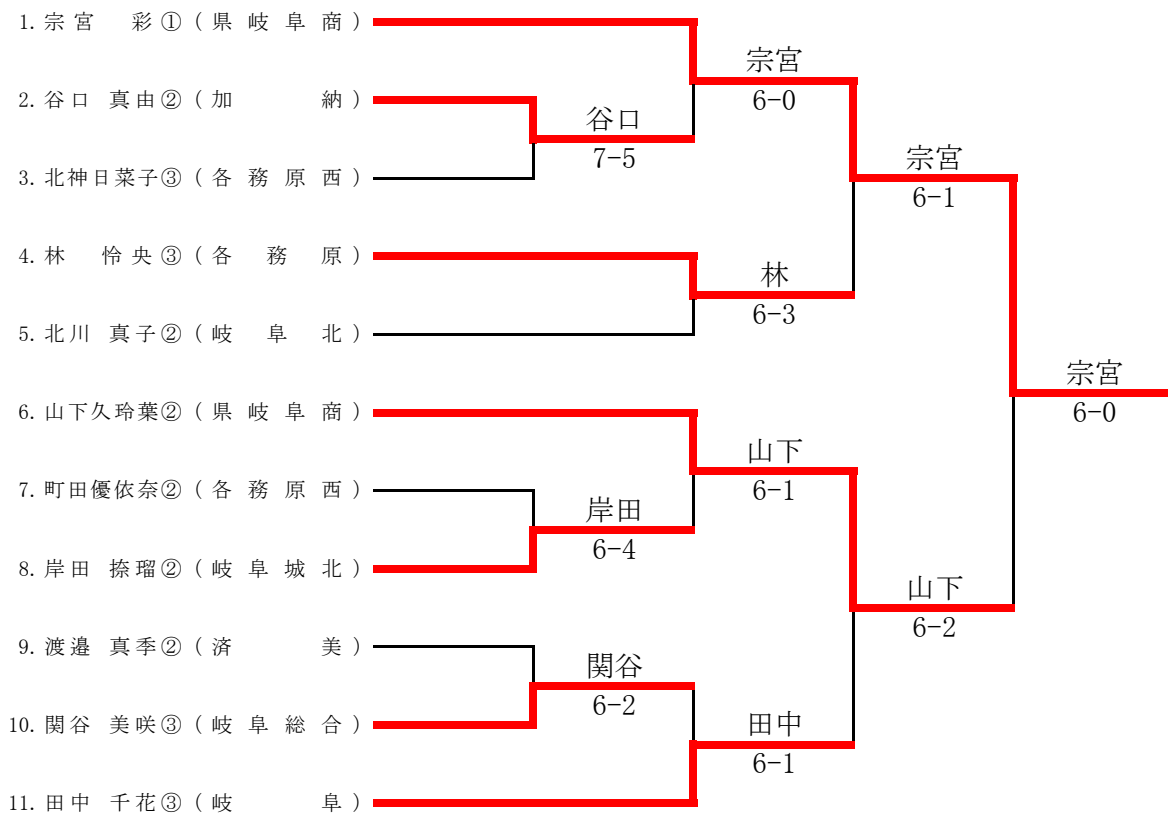 1. 宗宮 彩① (県岐阜商)
2. 谷口 真由② (加納)
3. 北神日菜子③ (各務原西)
4. 林 怜央③ (各務原)
5. 北川 真子② (岐阜北)
6. 山下久玲葉② (県岐阜商)
7. 町田優依奈② (各務原西)
8. 岸田 捺瑠② (岐阜城北)
9. 渡邉 真季② (済美)
10. 関谷 美咲③ (岐阜総合)
11. 田中 千花③ (岐阜)
谷口
7-5
岸田
6-4
関谷
6-2
宗宮
6-0
林
6-3
山下
6-1
田中
6-1
宗宮
6-1
山下
6-2
宗宮
6-0